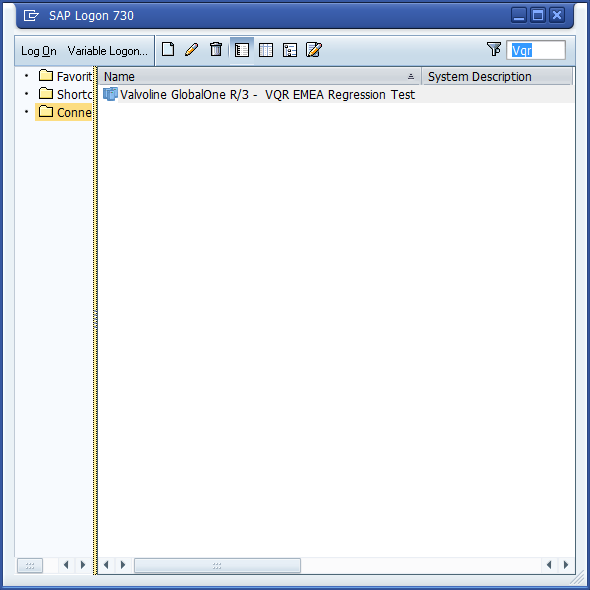 SAP Logon 730
Log On Variable Logon... Vqr
Favorit Name System Description
Shortc Valvoline GlobalOne R/3 - VQR EMEA Regression Test
Conne